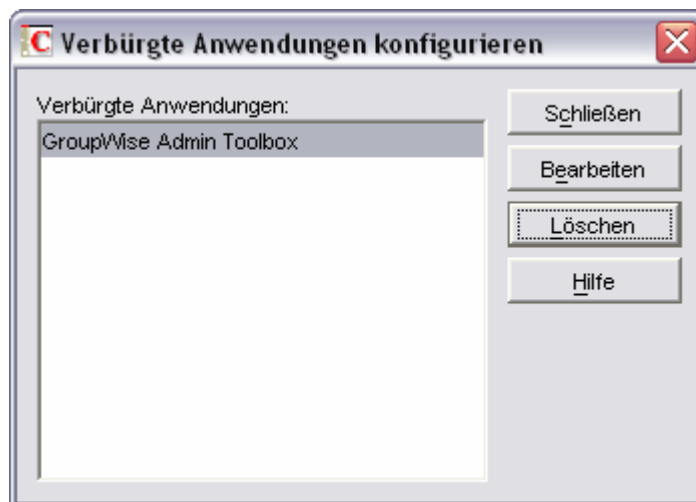 C Verbürgte Anwendungen konfigurieren
Verbürgte Anwendungen:
GroupWise Admin Toolbox
Schließen
Bearbeiten
Löschen
Hilfe